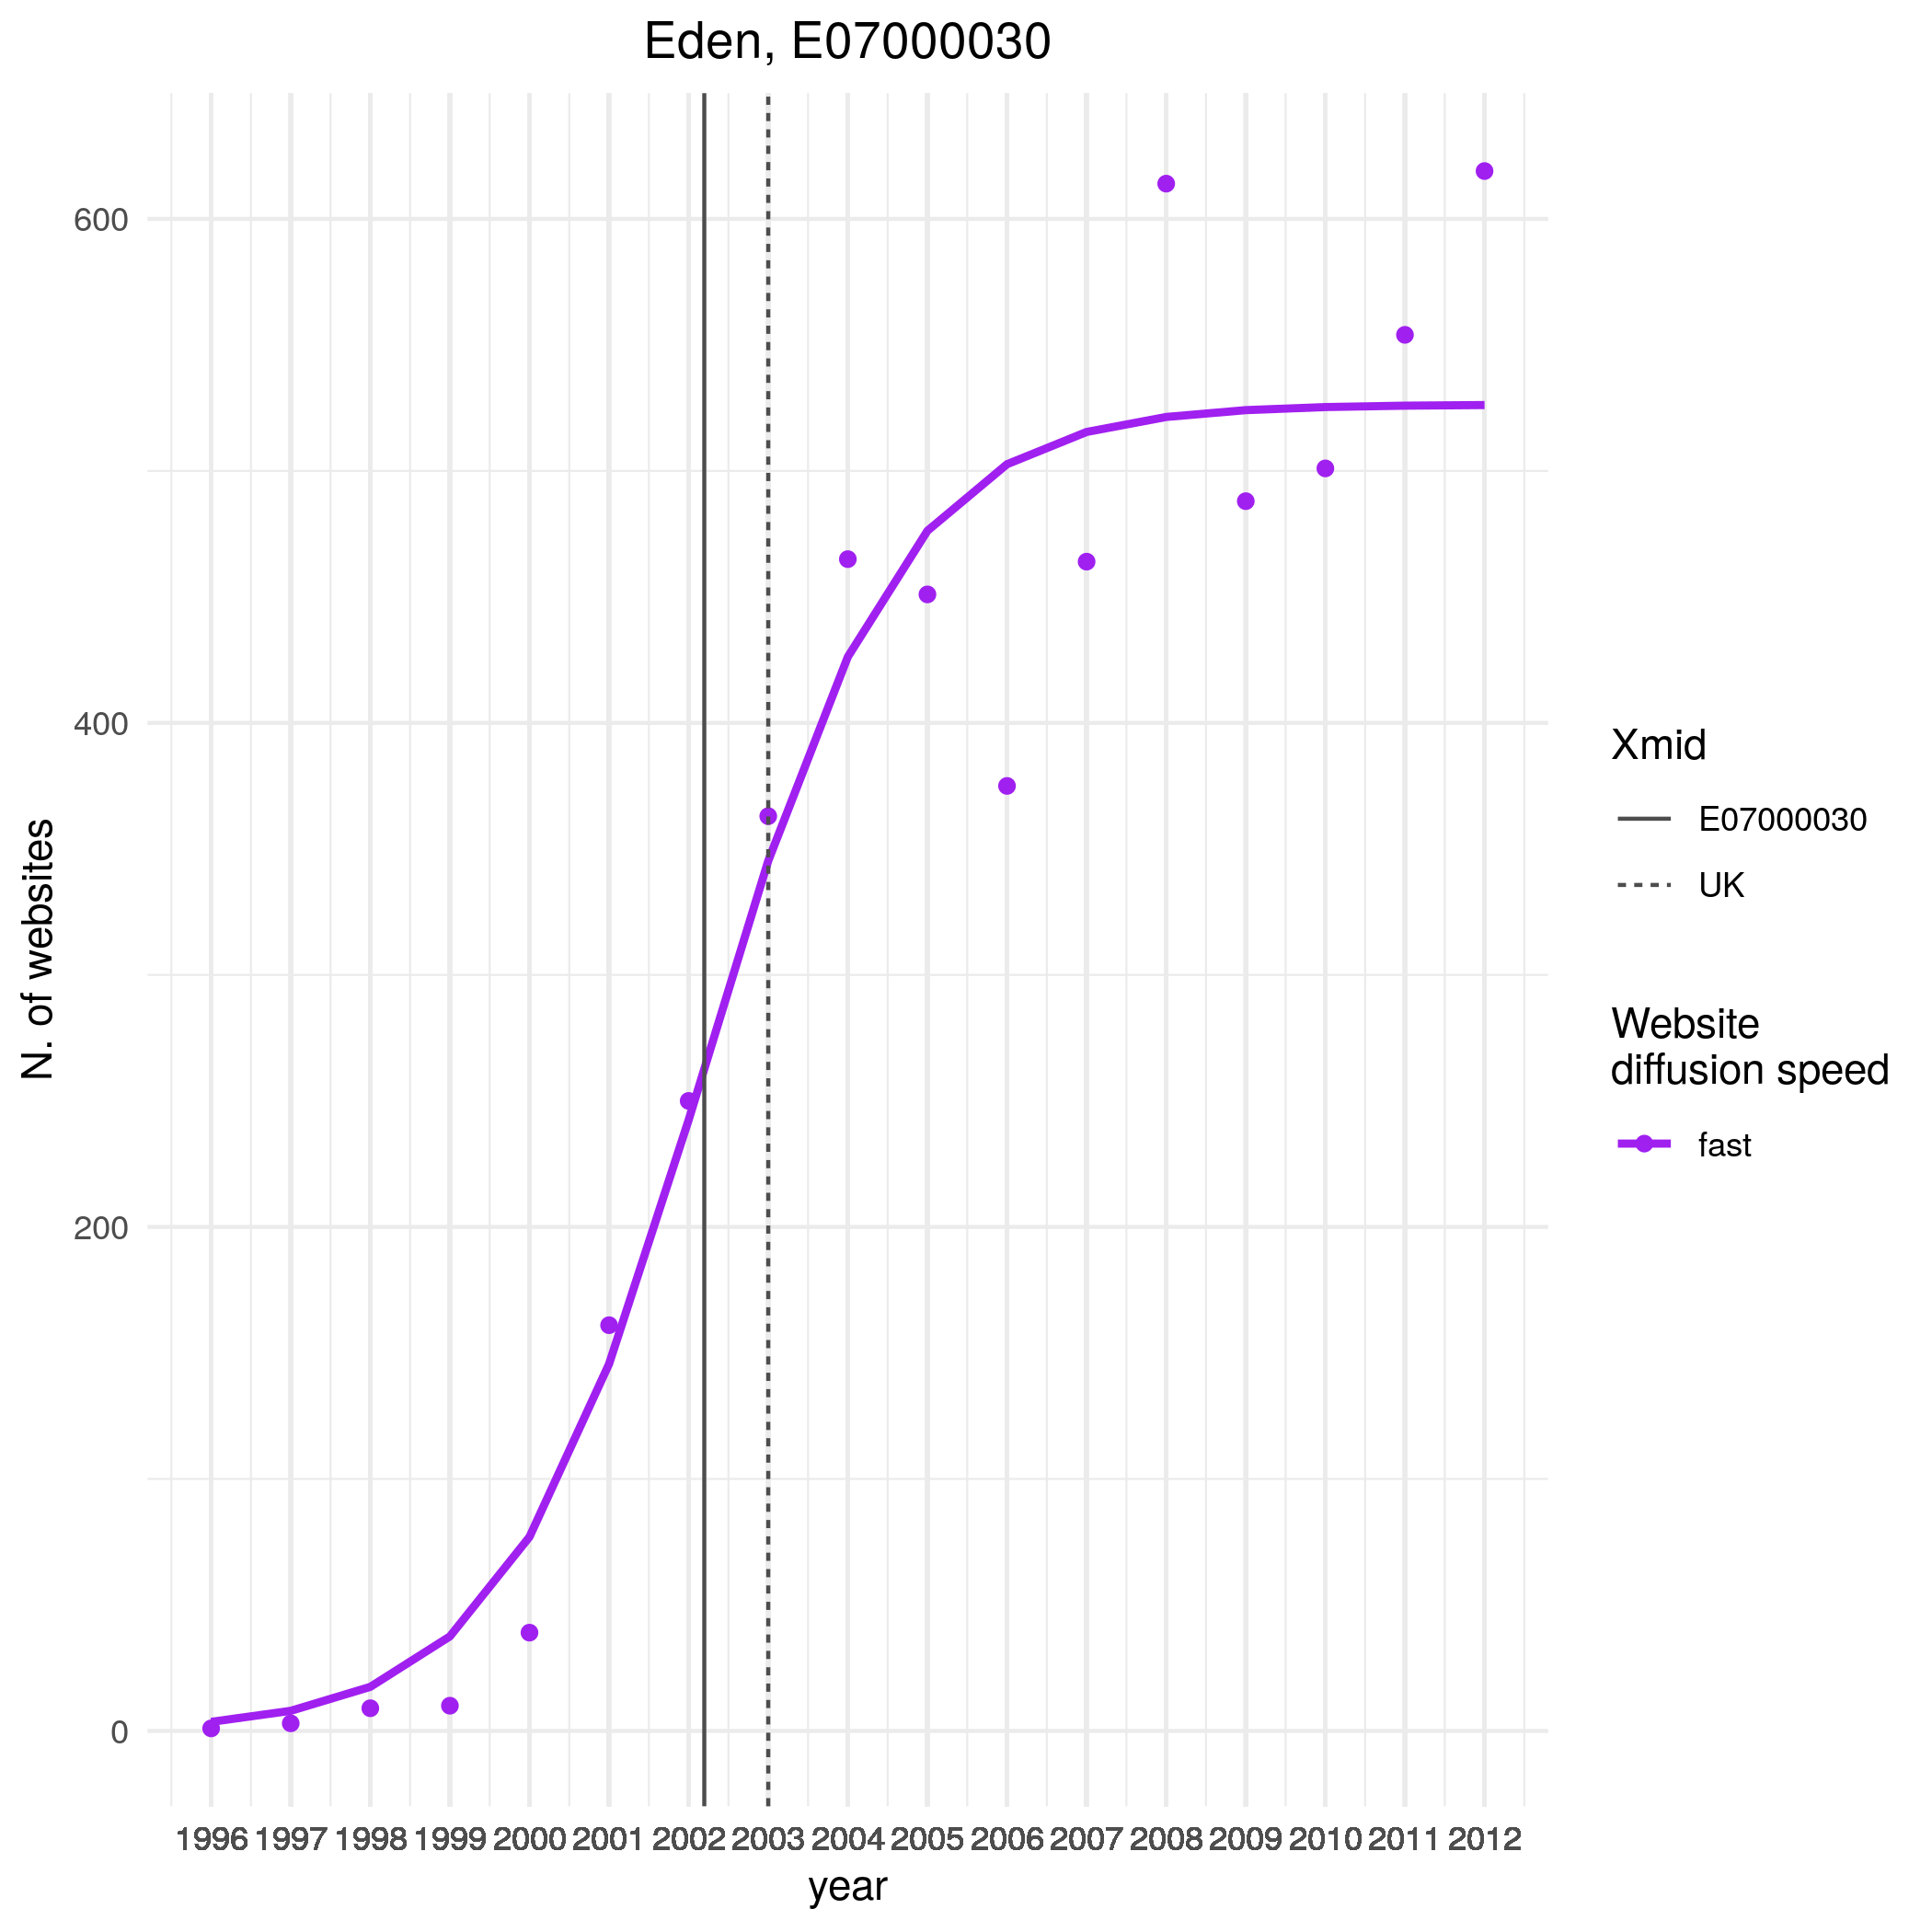 Eden, E07000030
600
400
200
0
N. of websites
1996 1997 1998 1999 2000 2001 2002 2003 2004 2005 2006 2007 2008 2009 2010 2011 2012
year
Xmid
E07000030
UK
Website
diffusion speed
fast